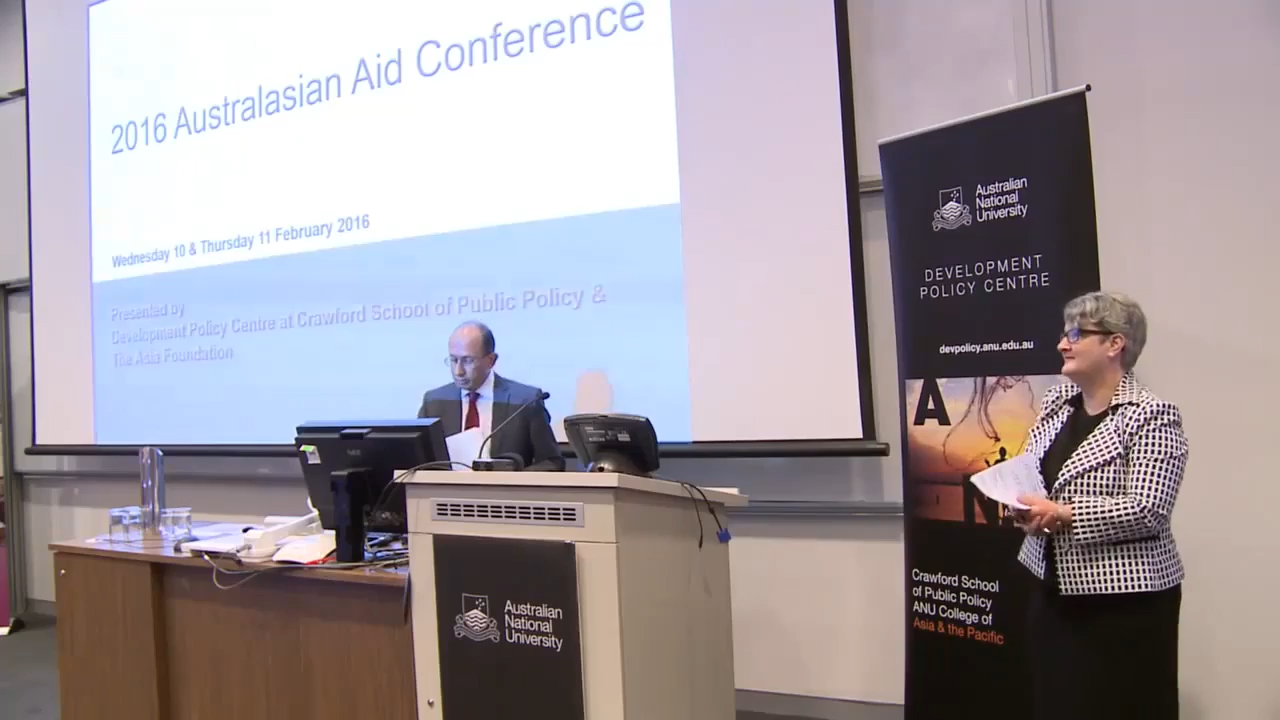 2016 Australasian Aid Conference
Wednesday 10 & Thursday 11 February 2016
Presented by
Development Policy Centre at Crawford School of Public Policy &
The Asia Foundation
Australian
National
University
DEVELOPMENT
POLICY CENTRE
devpolicy.anu.edu.au
A
N
Crawford School
of Public Policy
ANU College of
Asia & the Pacific
NEC
Australian
National
University